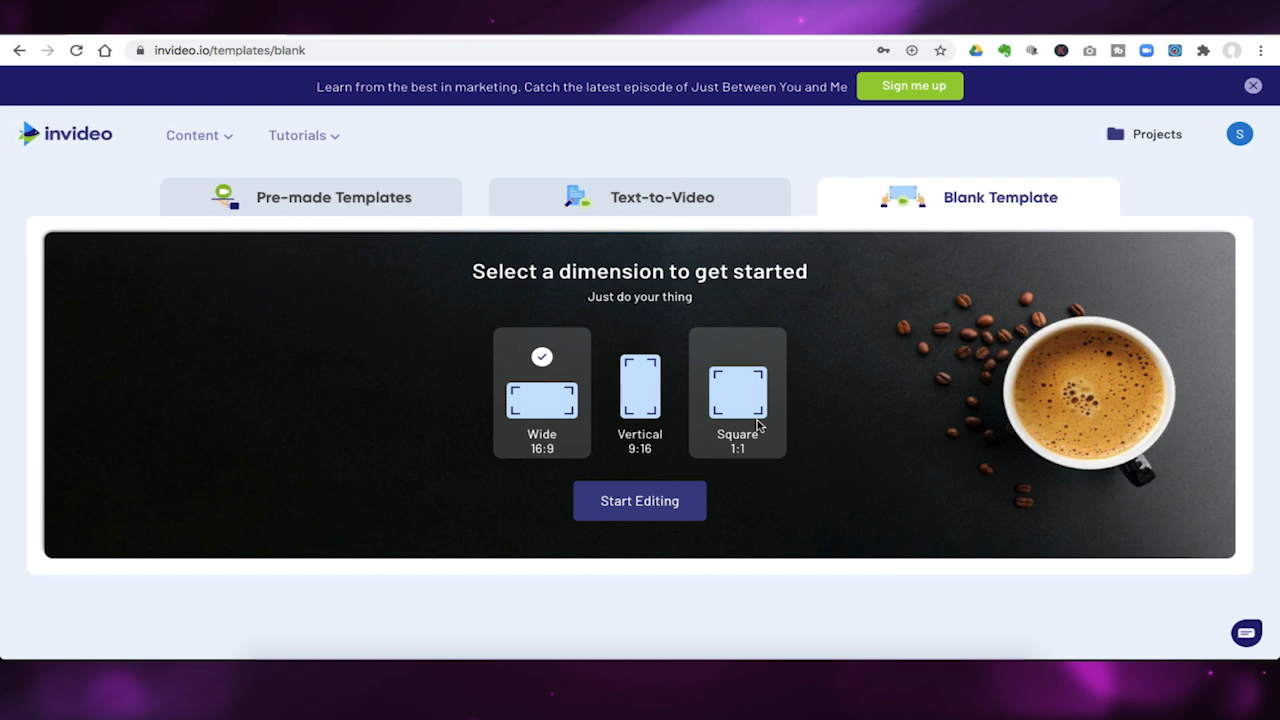 invideo.io/templates/blank
Learn from the best in marketing. Catch the latest episode of Just Between You and Me
Sign me up
invideo
Content
Tutorials
Projects
S
Pre-made Templates
Text-to-Video
Blank Template
Select a dimension to get started
Just do your thing
Wide
16:9
Vertical
9:16
Square
1:1
Start Editing